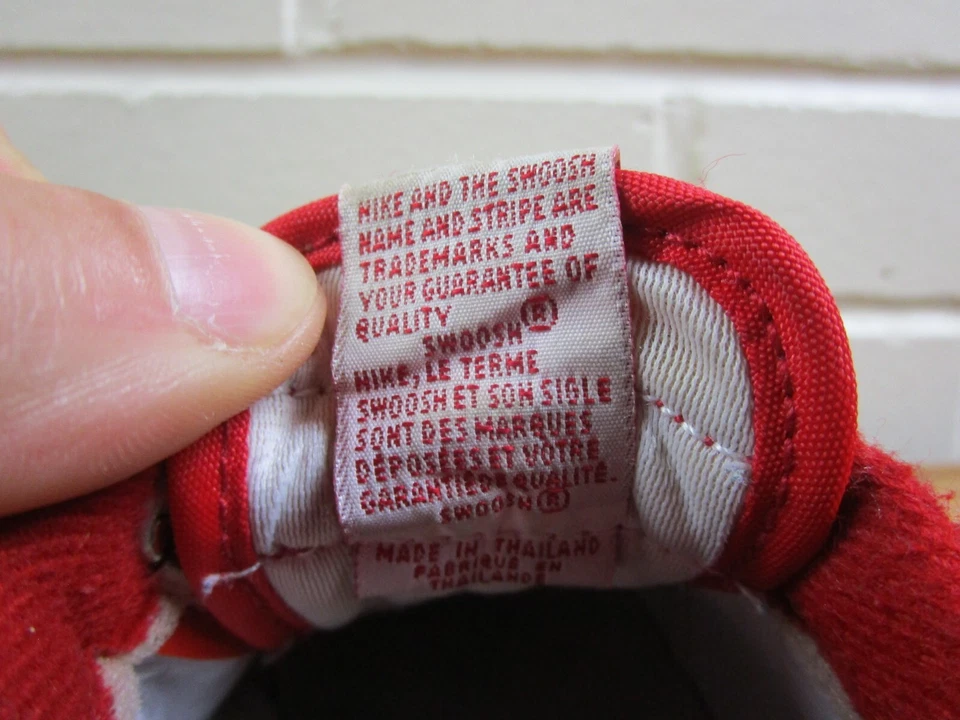 NIKE AND THE SWOOSH
NAME AND STRIPE ARE
TRADEMARKS AND
YOUR GUARANTEE OF
QUALITY
SWOOSH®
NIKE, LE TERME
SWOOSH ET SON SIGLE
SONT DES MARQUES
DÉPOSÉES ET VOTRE
GARANTIE DE QUALITÉ.
SWOOSH®
MADE IN THAILAND
FABRIQUÉ EN
THAILANDE